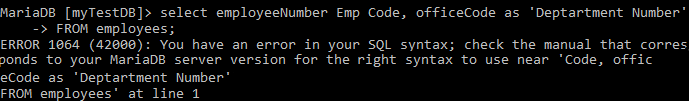 MariaDB [myTestDB]> select employeeNumber Emp Code, officeCode as 'Deptartment Number'
-> FROM employees;
ERROR 1064 (42000): You have an error in your SQL syntax; check the manual that corres
ponds to your MariaDB server version for the right syntax to use near 'Code, offic
eCode as 'Deptartment Number'
FROM employees' at line 1